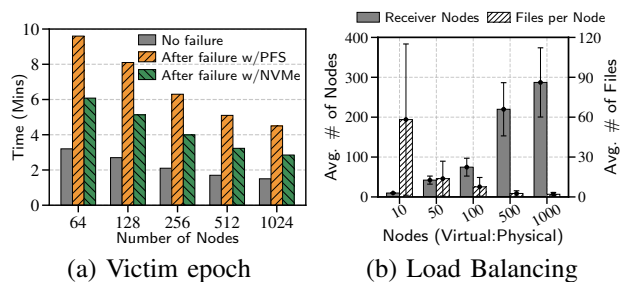 No failure
After failure w/PFS
After failure w/NVMe
Time (Mins)
10
8
6
4
2
0
64 128 256 512 1024
Number of Nodes
(a) Victim epoch
Receiver Nodes Files per Node
Avg. # of Nodes
400
300
200
100
0
120
90
60
30
0
Avg. # of Files
10 50 100 500 1000
Nodes (Virtual:Physical)
(b) Load Balancing